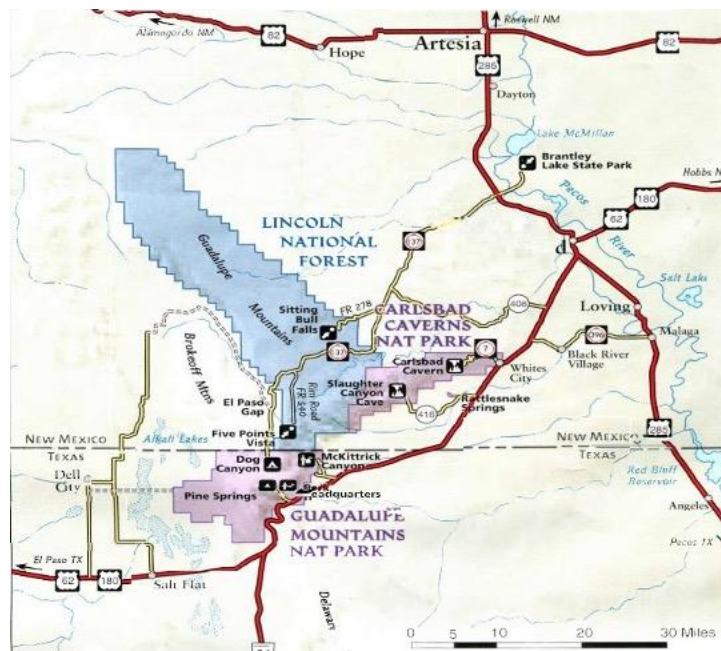 Roswell NM
Alamogordo NM
82
Hope
Artesia
82
285
Dayton
Lake McMillan
Brantley
Lake State Park
Hobbs N
180
62
Pecos
River
d
LINCOLN
NATIONAL
FOREST
137
Guadalupe
Mountains
Salt Lake
FR 278
408
Loving
CARLSBAD
CAVERNS
NAT PARK
Sitting
Bull
Falls
137
7
396
Malaga
Carlsbad
Cavern
Whites
City
Black River
Village
Brokeoff Mtns
Slaughter
Canyon
Cave
Rattlesnake
Springs
418
El Paso
Gap
Rim Road
FR 540
Five Points
Vista
285
NEW MEXICO
TEXAS
NEW MEXICO
TEXAS
Alkali Lakes
Dog
Canyon
McKittrick
Canyon
Dell
City
Red Bluff
Reservoir
Pine Springs
Headquarters
Angeles
GUADALUPE
MOUNTAINS
NAT PARK
Pecos TX
El Paso TX
62
180
Salt Flat
Delawar
0 5 10 20 30 Miles